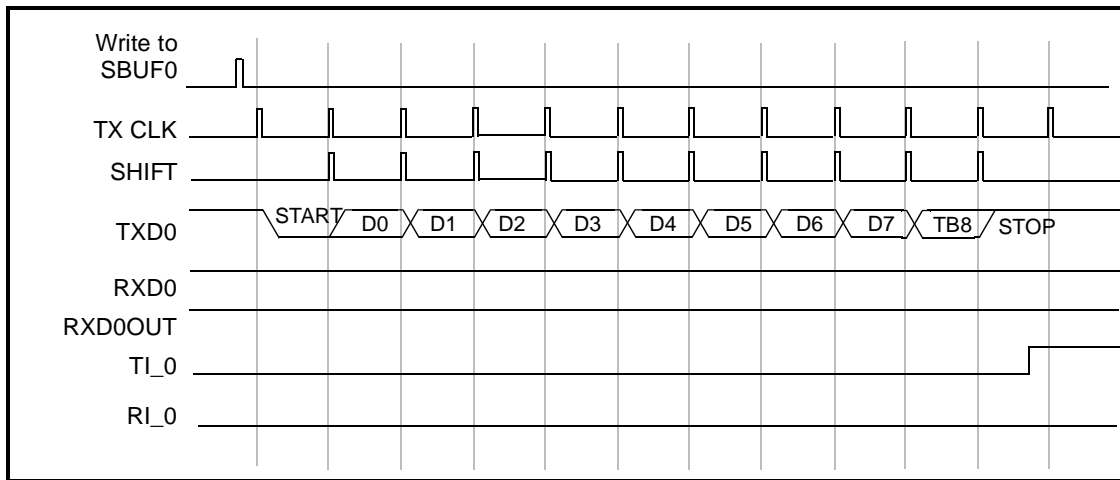 Write to
SBUF0
TX CLK
SHIFT
TXD0
START D0 D1 D2 D3 D4 D5 D6 D7 TB8 STOP
RXD0
RXD0OUT
TI_0
RI_0